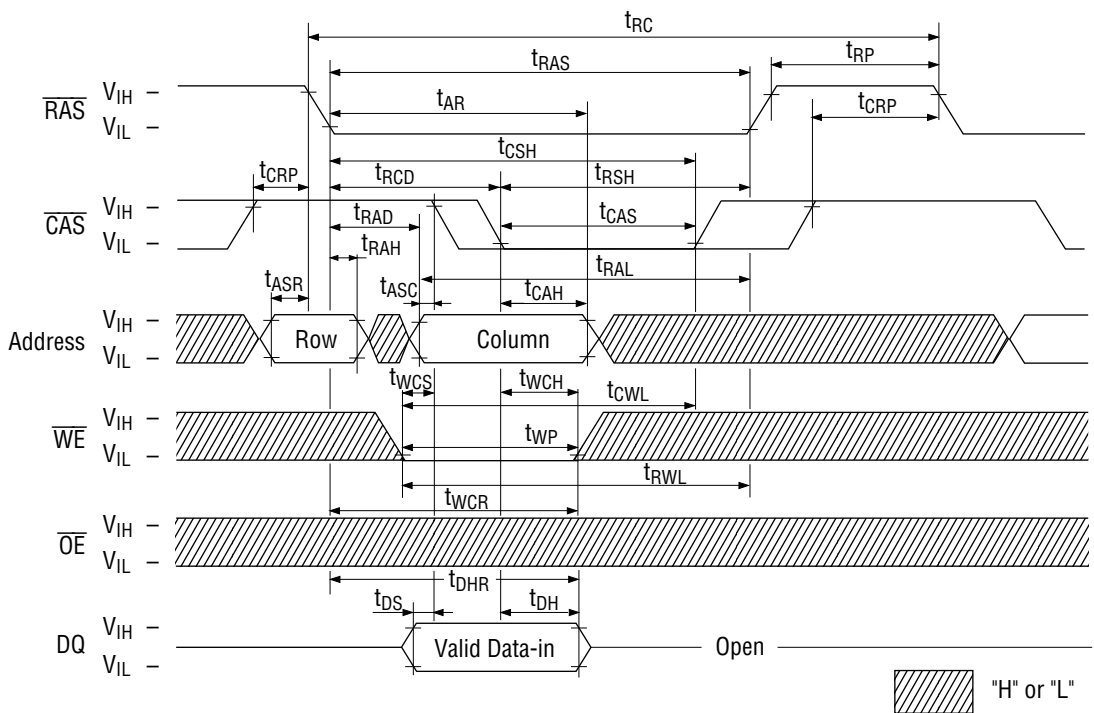 tRC
tRP
tRAS
tAR
tCRP
RAS
VIH –
VIL –
tCSH
tCRP
tRCD
tRSH
CAS
VIH –
VIL –
tRAD
tCAS
tRAH
tRAL
tASR
tASC
tCAH
Address
VIH –
VIL –
Row
Column
tWCS
tWCH
tCWL
WE
VIH –
VIL –
tWP
tRWL
tWCR
OE
VIH –
VIL –
tDHR
tDS
tDH
DQ
VIH –
VIL –
Valid Data-in
Open
"H" or "L"